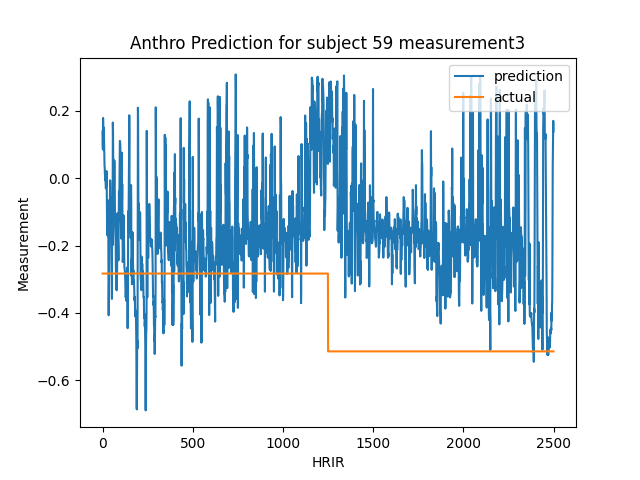 Anthro Prediction for subject 59 measurement3
prediction
actual
0.2
0.0
−0.2
−0.4
−0.6
Measurement
0
500
1000
1500
2000
2500
HRIR